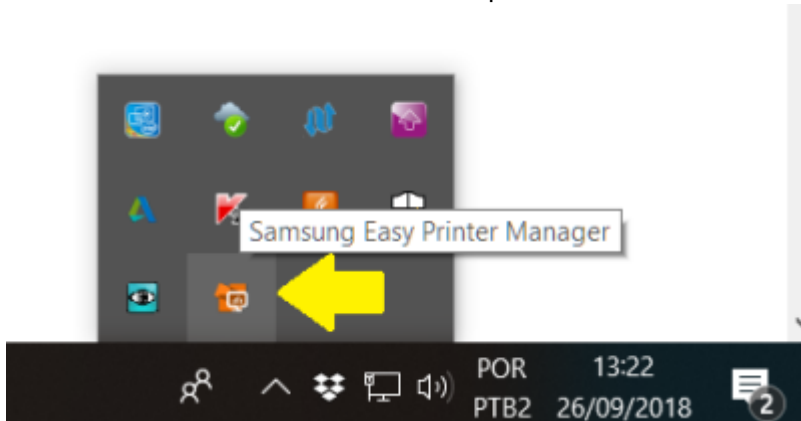 Samsung Easy Printer Manager
POR
13:22
PTB2
26/09/2018
2